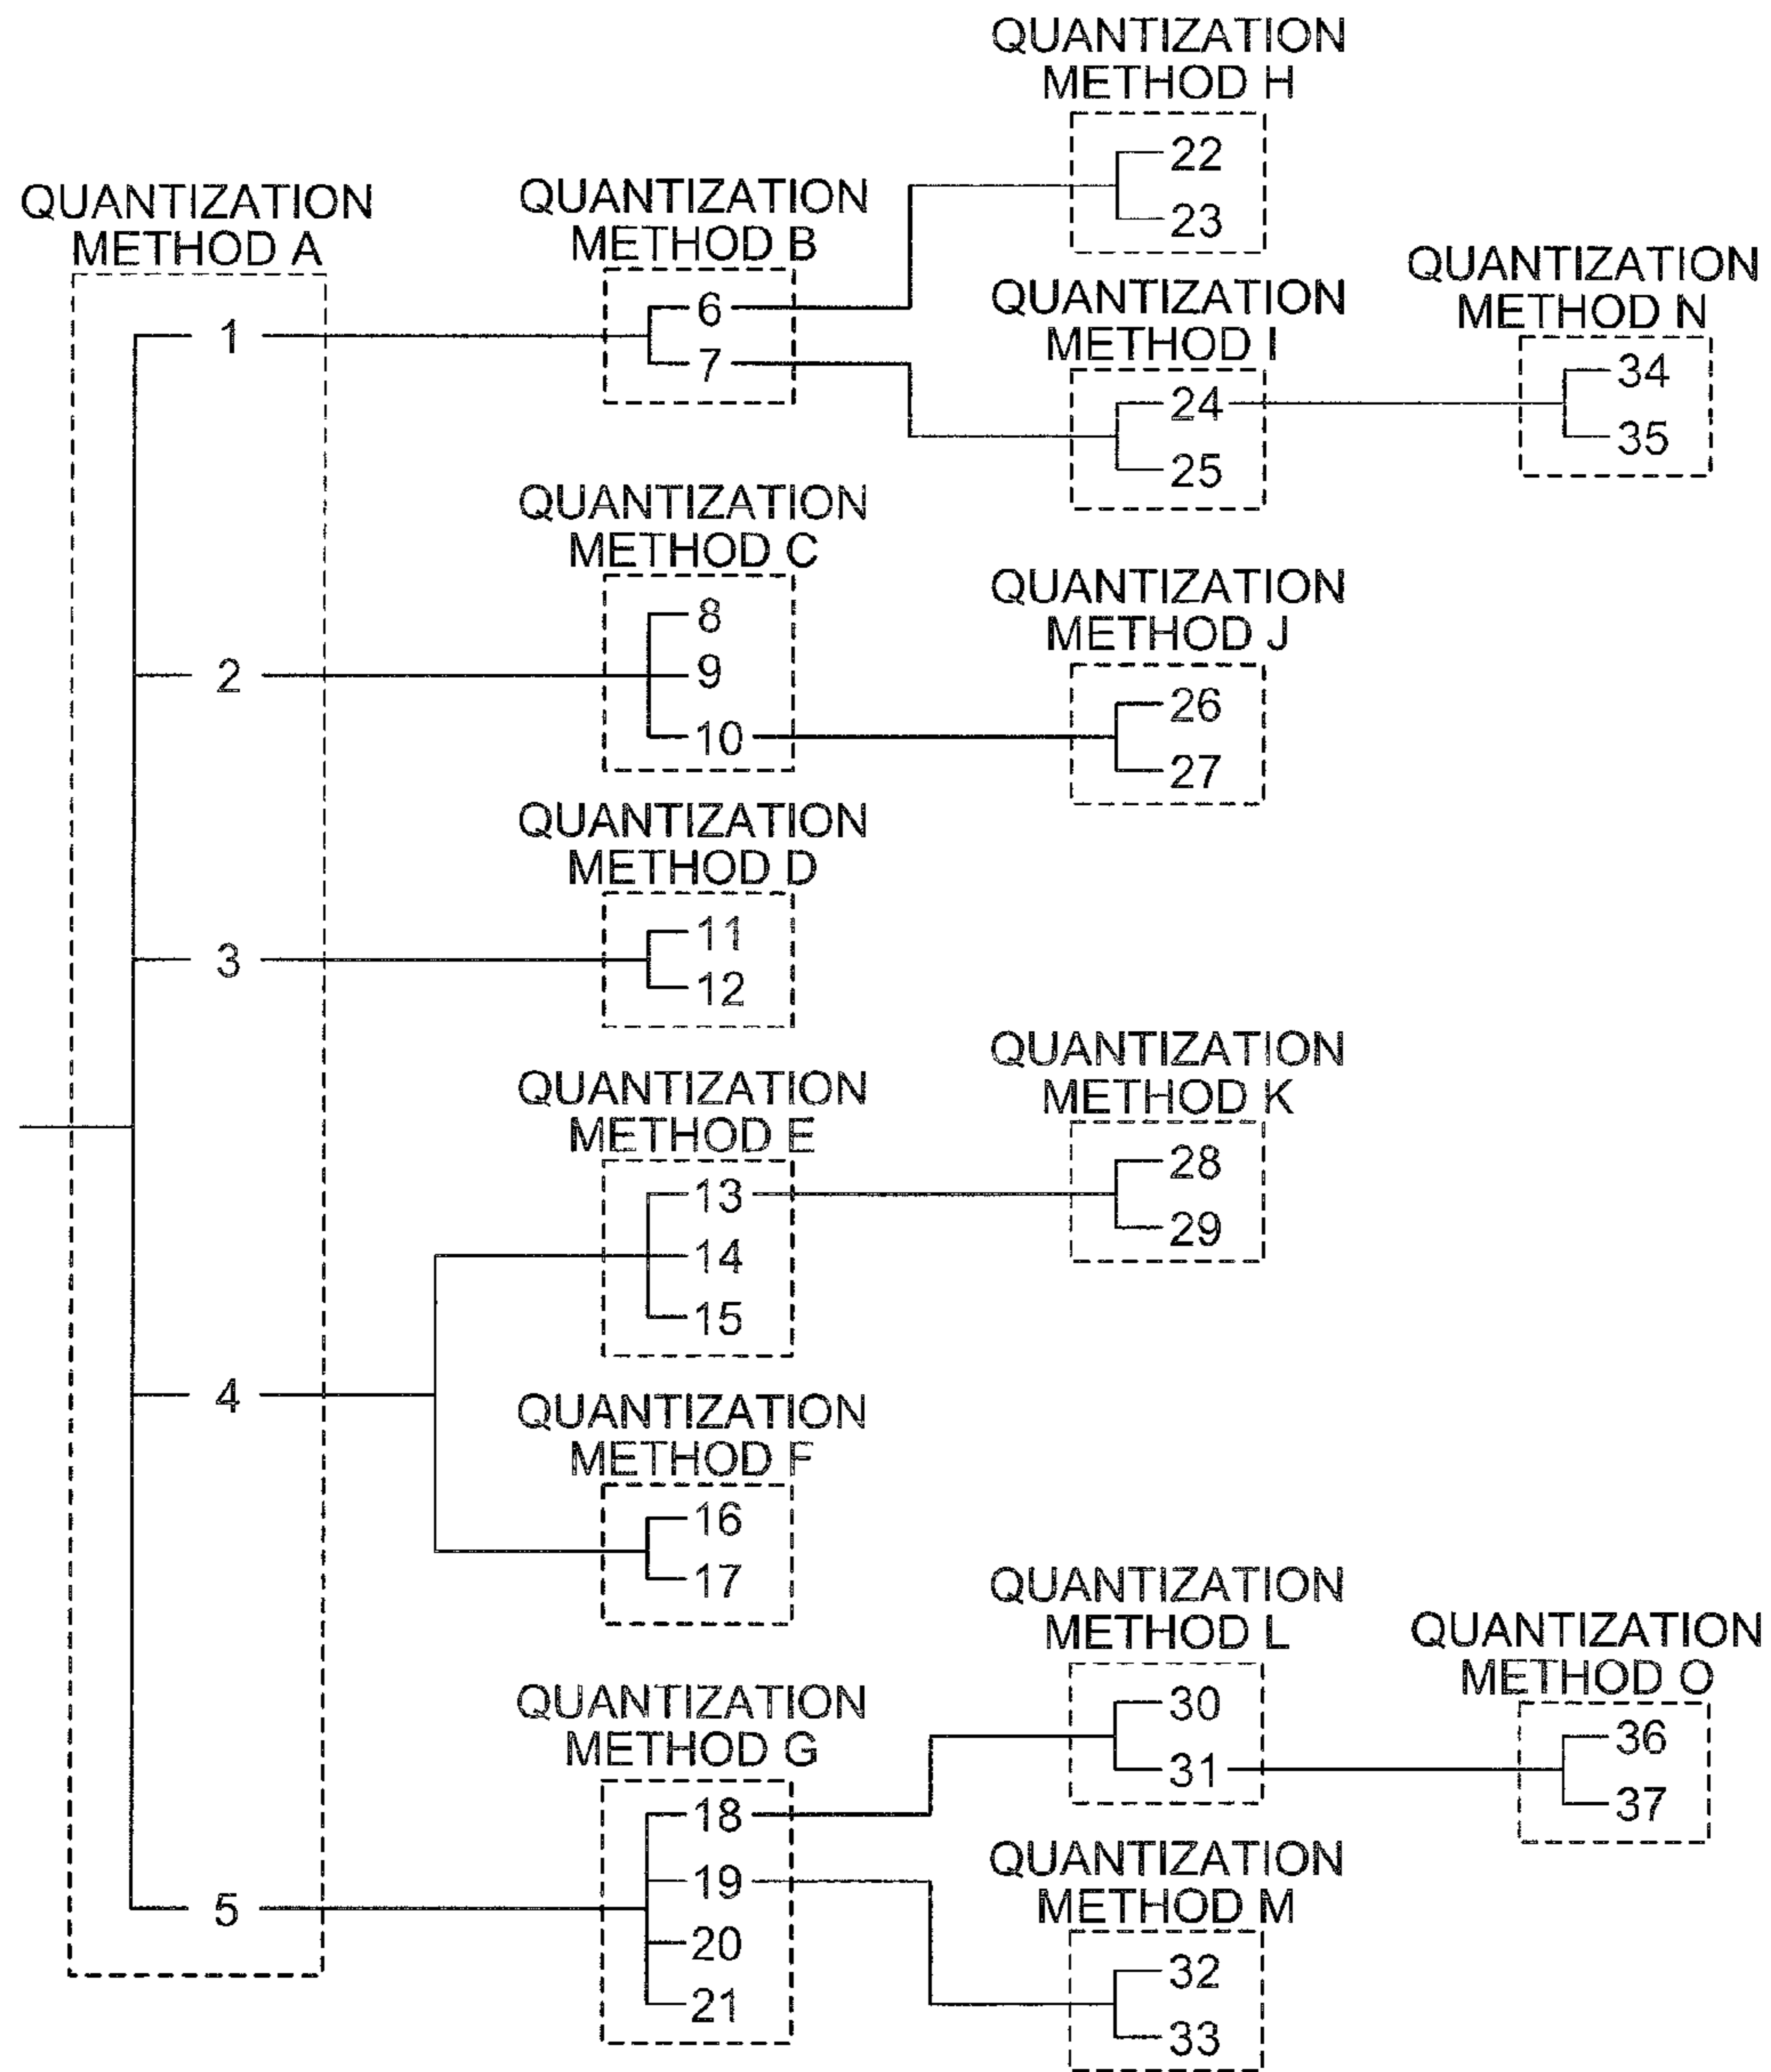 QUANTIZATION
METHOD A
1
2
3
4
5
QUANTIZATION
METHOD B
6
7
QUANTIZATION
METHOD C
8
9
10
QUANTIZATION
METHOD D
11
12
QUANTIZATION
METHOD E
13
14
15
QUANTIZATION
METHOD F
16
17
QUANTIZATION
METHOD G
18
19
20
21
QUANTIZATION
METHOD H
22
23
QUANTIZATION
METHOD I
24
25
QUANTIZATION
METHOD J
26
27
QUANTIZATION
METHOD K
28
29
QUANTIZATION
METHOD L
30
31
QUANTIZATION
METHOD M
32
33
QUANTIZATION
METHOD N
34
35
QUANTIZATION
METHOD O
36
37